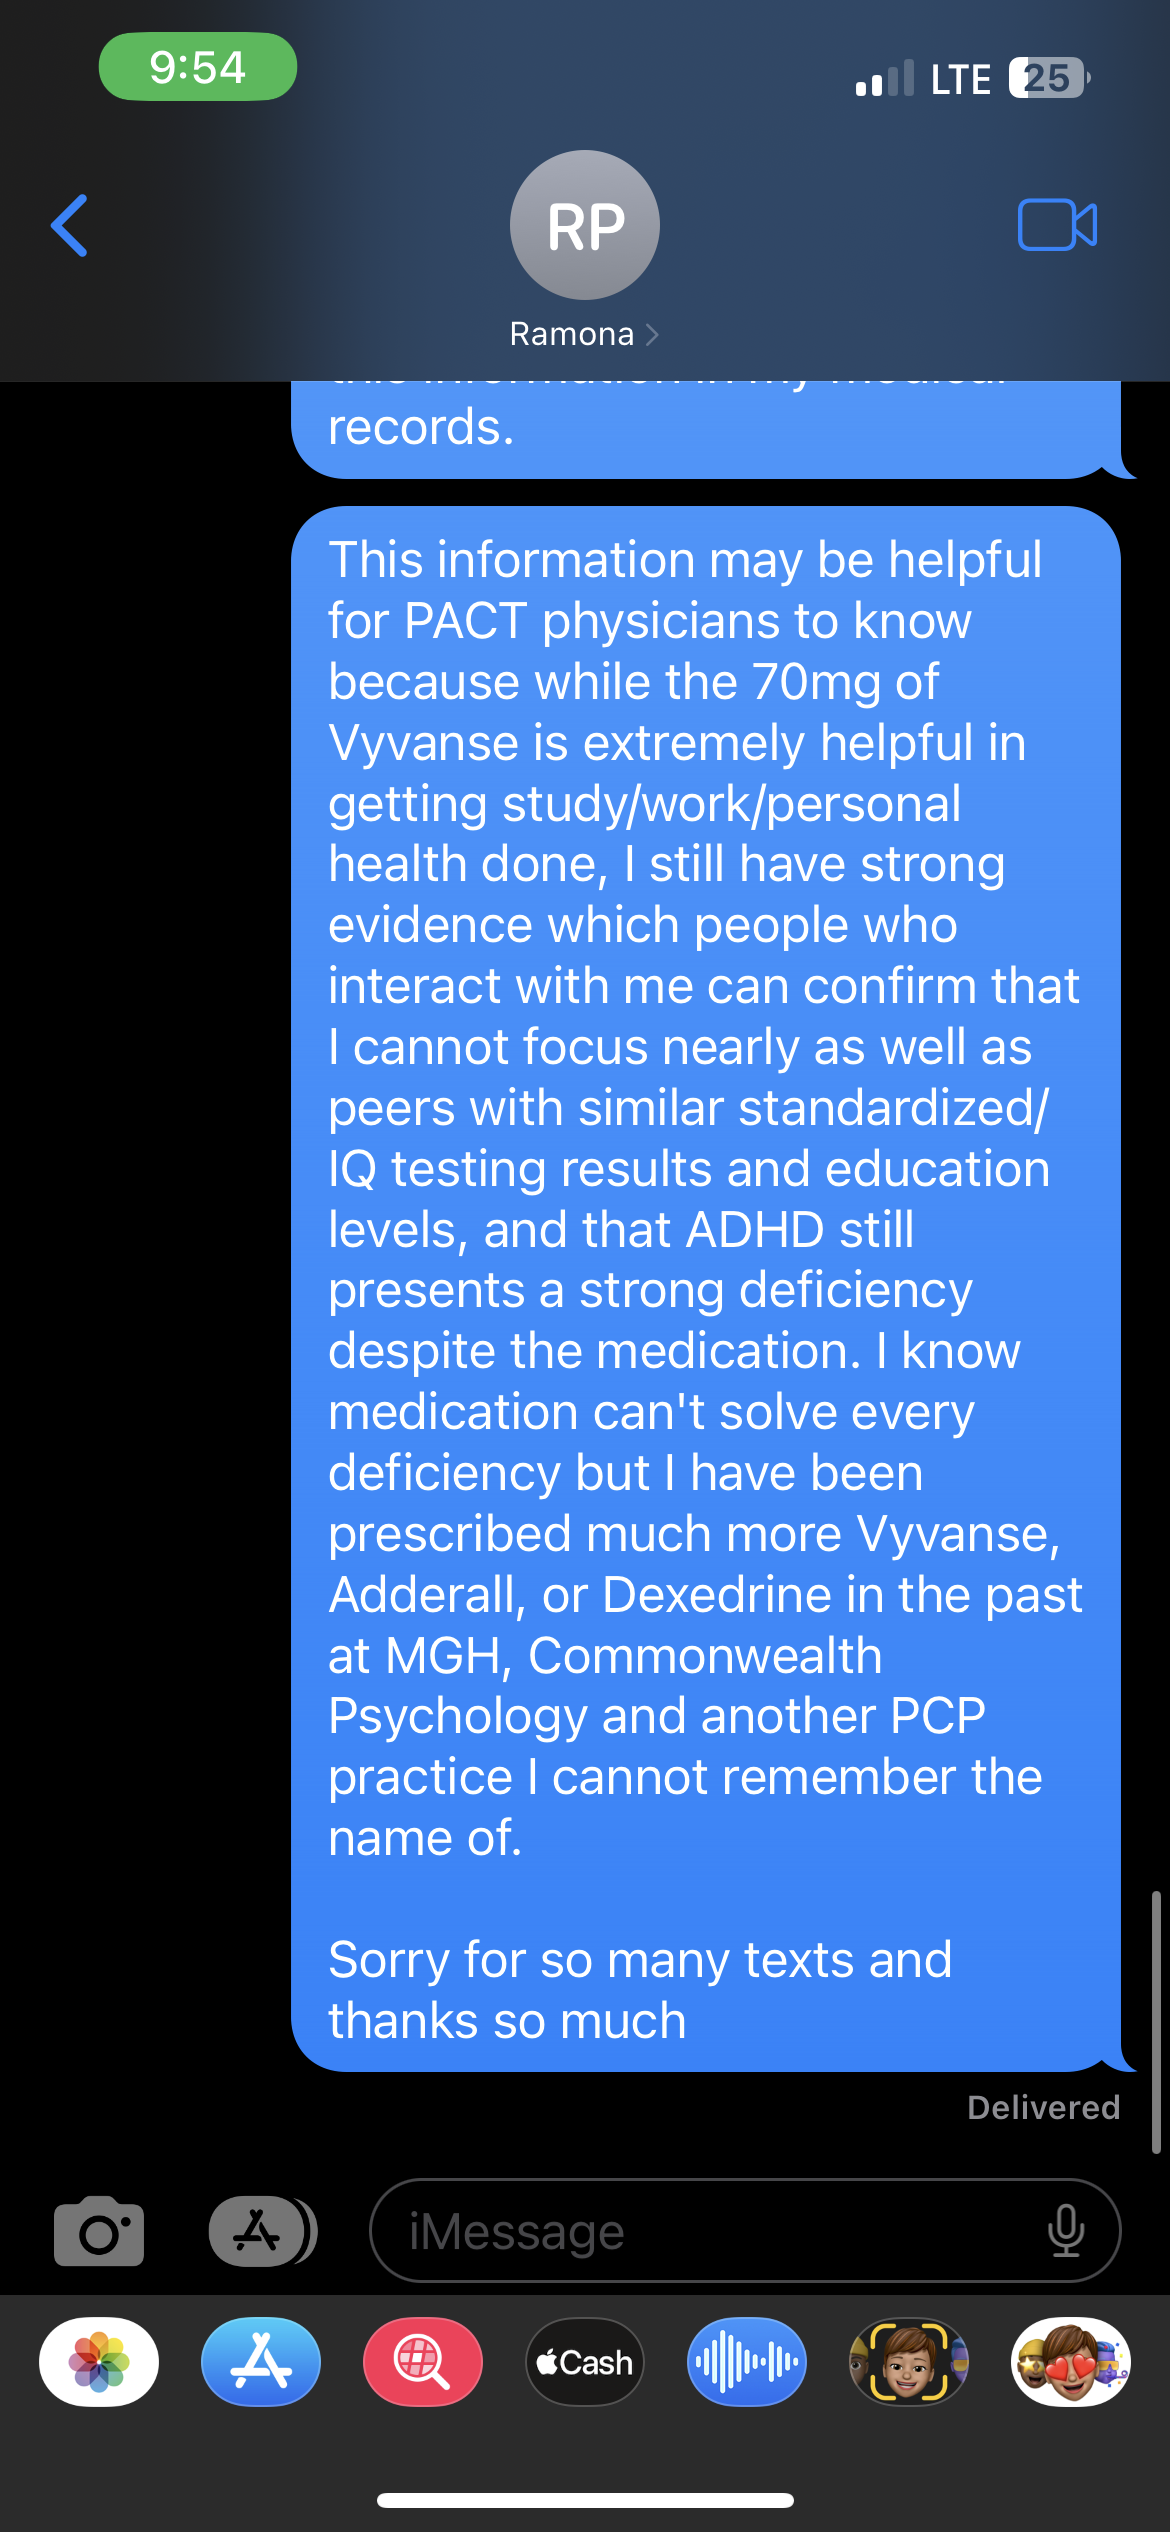 9:54
LTE 25
RP
Ramona
this information in my medical
records.
This information may be helpful
for PACT physicians to know
because while the 70mg of
Vyvanse is extremely helpful in
getting study/work/personal
health done, I still have strong
evidence which people who
interact with me can confirm that
I cannot focus nearly as well as
peers with similar standardized/
IQ testing results and education
levels, and that ADHD still
presents a strong deficiency
despite the medication. I know
medication can't solve every
deficiency but I have been
prescribed much more Vyvanse,
Adderall, or Dexedrine in the past
at MGH, Commonwealth
Psychology and another PCP
practice I cannot remember the
name of.
Sorry for so many texts and
thanks so much
Delivered
iMessage
Cash